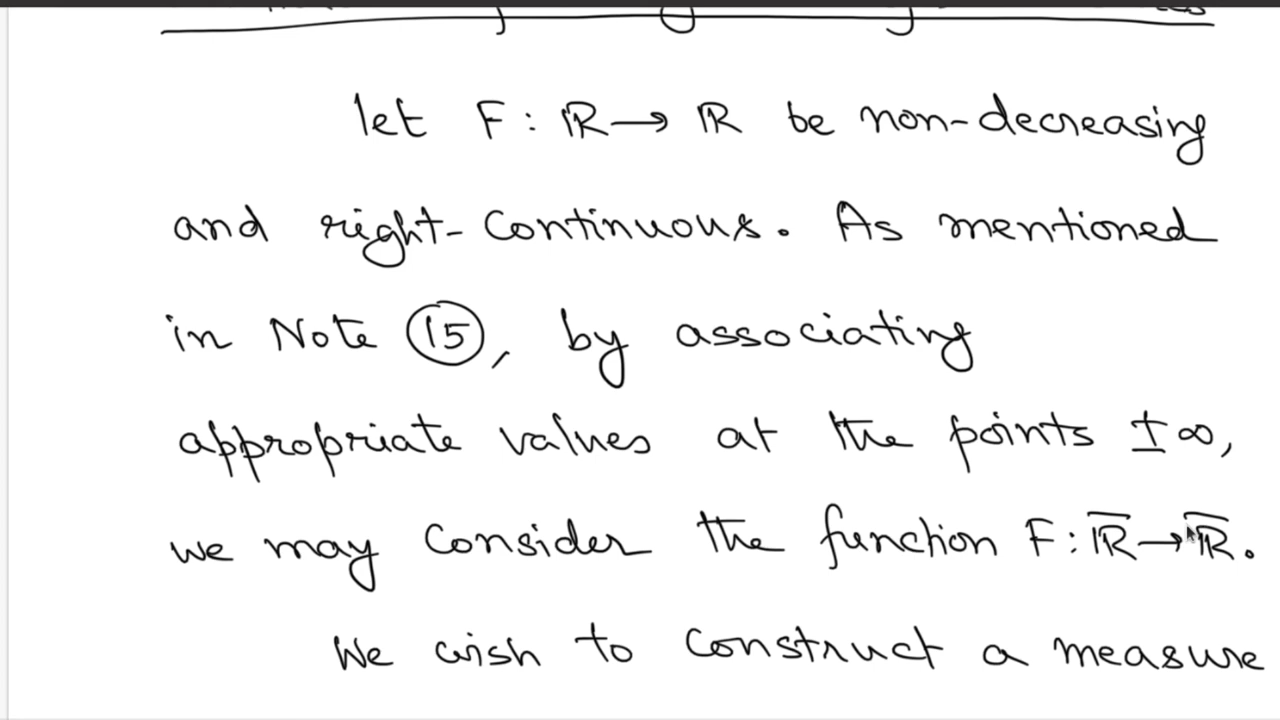 let F : ℝ → ℝ be non-decreasing
and right-continuous. As mentioned
in Note ⑮, by associating
appropriate values at the points ±∞,
we may consider the function F : ℝ̅ → ℝ̅.
We wish to construct a measure